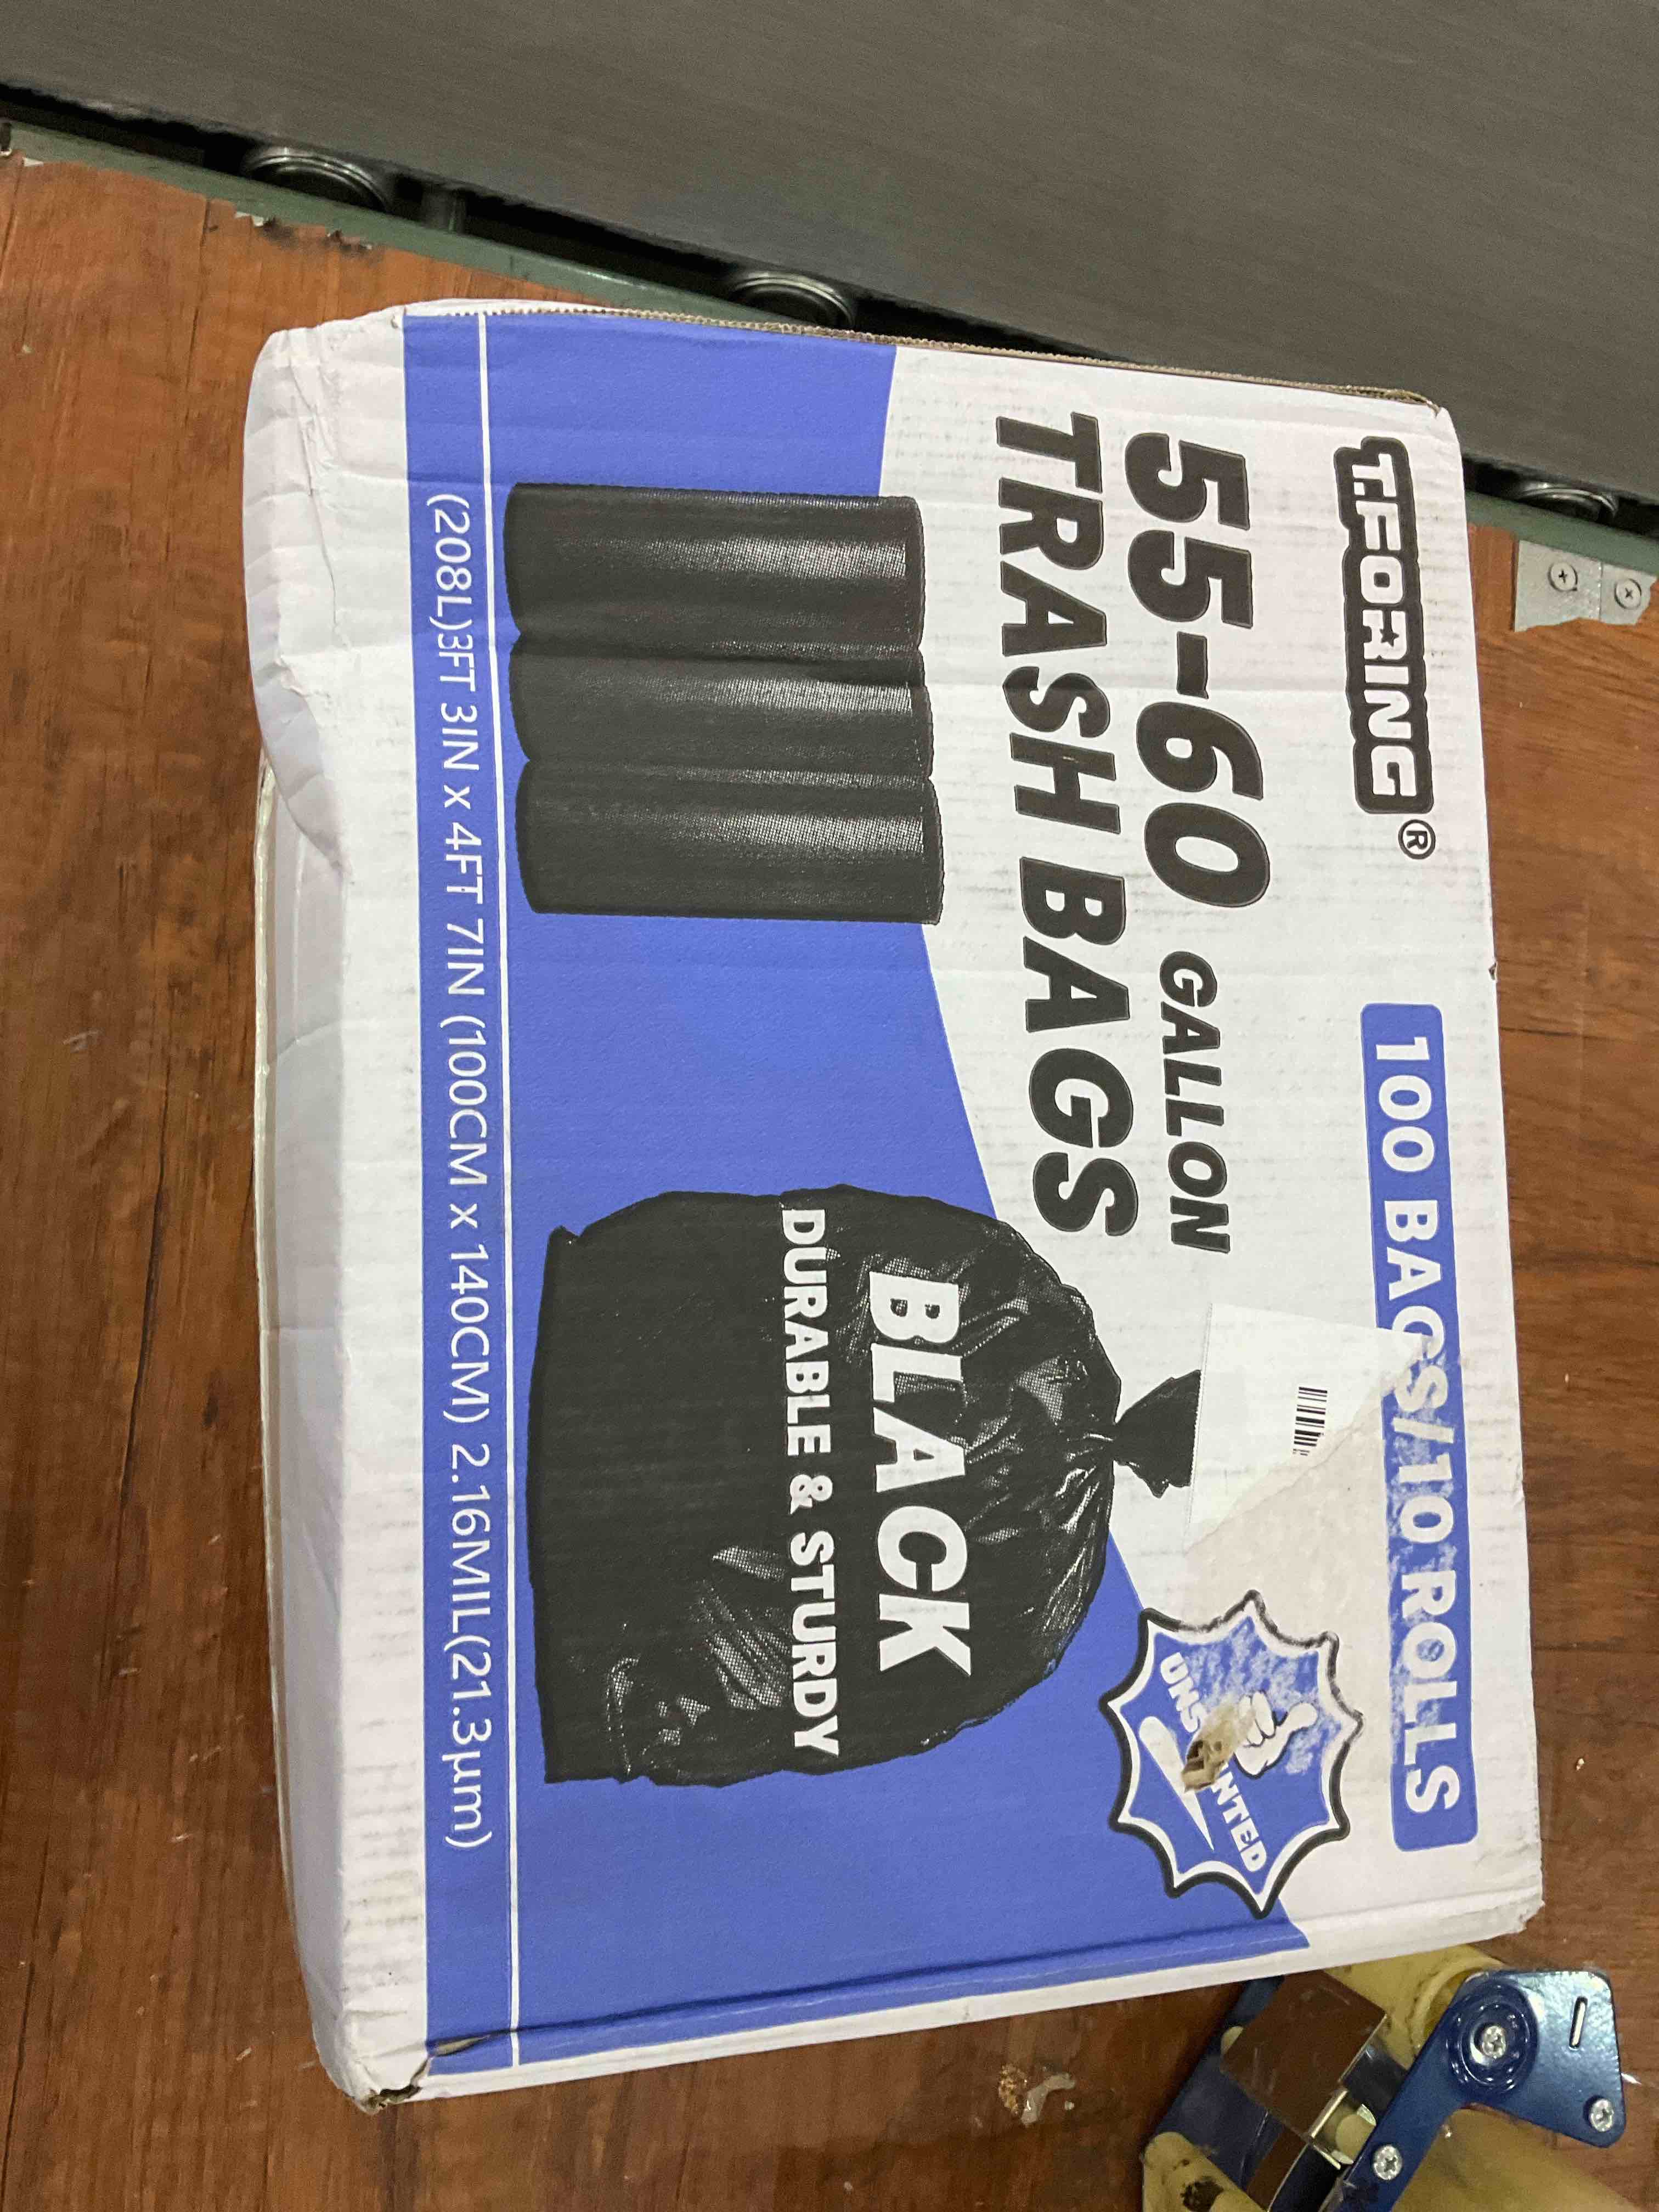 T.FORING®
100 BAGS/10 ROLLS
55-60 GALLON
TRASH BAGS
BLACK
DURABLE & STURDY
(208L)3FT 3IN x 4FT 7IN (100CM x 140CM) 2.16MIL(21.3μm)